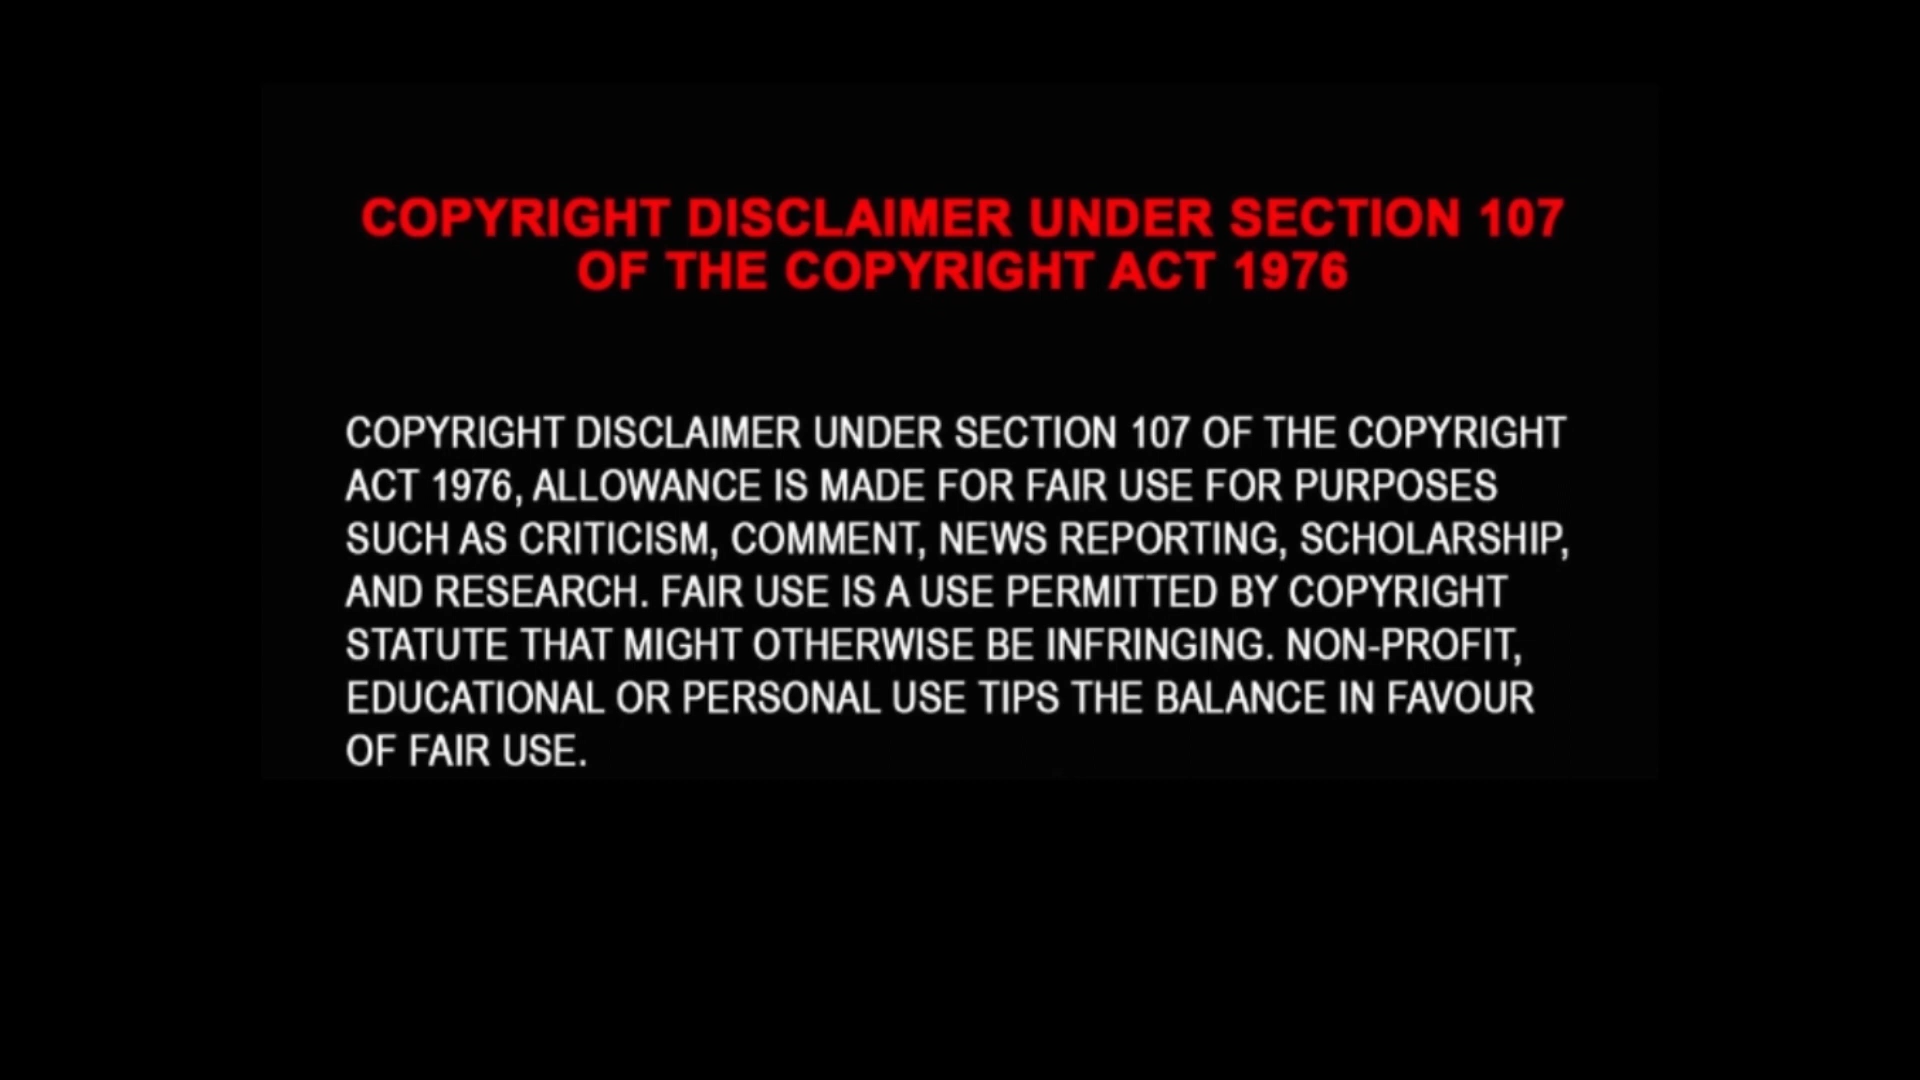 COPYRIGHT DISCLAIMER UNDER SECTION 107
OF THE COPYRIGHT ACT 1976
COPYRIGHT DISCLAIMER UNDER SECTION 107 OF THE COPYRIGHT
ACT 1976, ALLOWANCE IS MADE FOR FAIR USE FOR PURPOSES
SUCH AS CRITICISM, COMMENT, NEWS REPORTING, SCHOLARSHIP,
AND RESEARCH. FAIR USE IS A USE PERMITTED BY COPYRIGHT
STATUTE THAT MIGHT OTHERWISE BE INFRINGING. NON-PROFIT,
EDUCATIONAL OR PERSONAL USE TIPS THE BALANCE IN FAVOUR
OF FAIR USE.